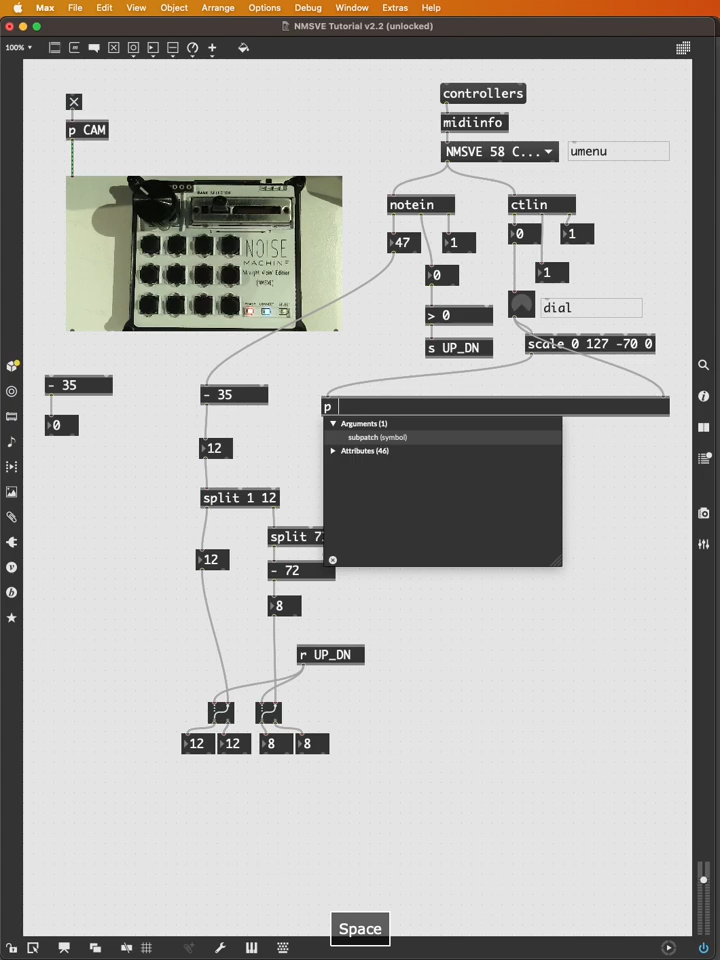 Max File Edit View Object Arrange Options Debug Window Extras Help
NMSVE Tutorial v2.2 (unlocked)
100%
controllers
p CAM
midiinfo
NMSVE 58 C...
umenu
BANK SELECTOR
notein
ctlin
47
1
0
1
NOISE
MACHINE
0
1
> 0
dial
s UP_DN
scale 0 127 -70 0
- 35
- 35
p
0
Arguments (1)
subpatch (symbol)
12
Attributes (46)
split 1 12
split 7
12
- 72
8
r UP_DN
12
12
8
8
Space